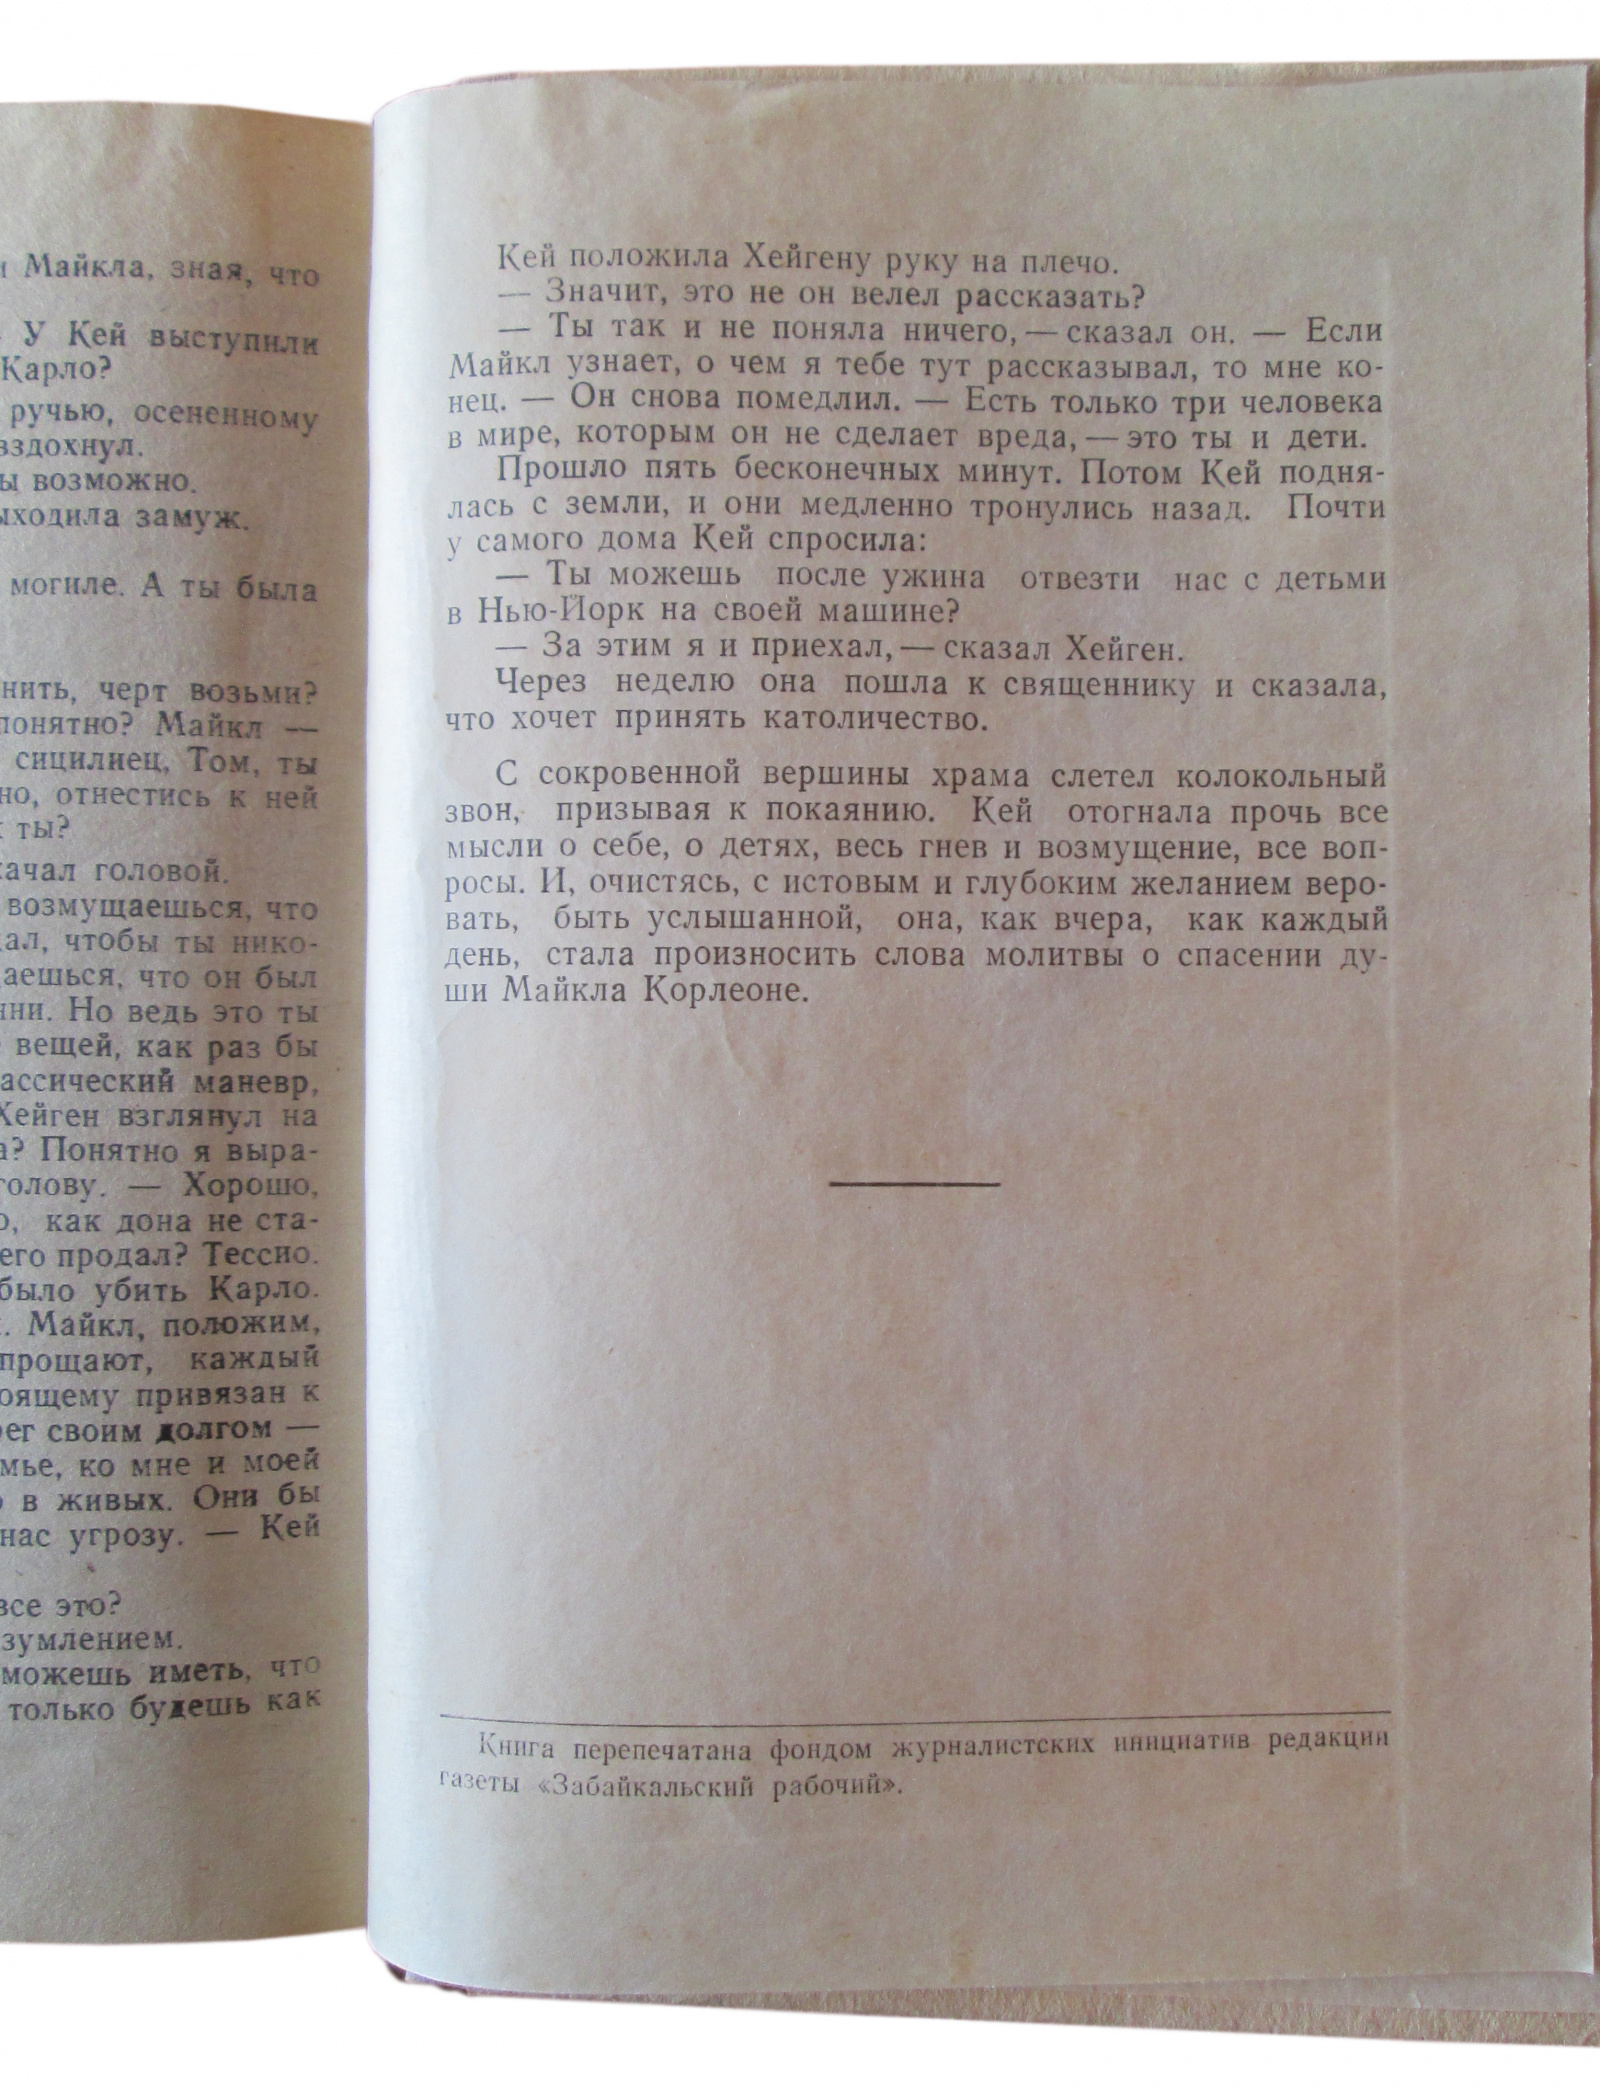 Майкла, зная, что
У Кей выступили
Карло?
ручью, осененному
вздохнул.
возможно.
выходила замуж.
могиле. А ты была
черт возьми?
понятно? Майкл —
сицилиец, Том, ты
отнестись к ней
ты?
головой.
возмущаешься, что
чтобы ты нико-
что он был
Но ведь это ты
вещей, как раз бы
маневр,
Хейген взглянул на
Понятно я выра-
голову. — Хорошо,
как дона не ста-
его продал? Тессио.
было убить Карло.
Майкл, положим,
прощают, каждый
привязан к
своим долгом —
ко мне и моей
в живых. Они бы
нас угрозу. — Кей
все это?
можешь иметь, что
только будешь как
Кей положила Хейгену руку на плечо.
— Значит, это не он велел рассказать?
— Ты так и не поняла ничего, — сказал он. — Если
Майкл узнает, о чем я тебе тут рассказывал, то мне ко-
нец. — Он снова помедлил. — Есть только три человека
в мире, которым он не сделает вреда, — это ты и дети.
Прошло пять бесконечных минут. Потом Кей подня-
лась с земли, и они медленно тронулись назад. Почти
у самого дома Кей спросила:
— Ты можешь после ужина отвезти нас с детьми
в Нью-Йорк на своей машине?
— За этим я и приехал, — сказал Хейген.
Через неделю она пошла к священнику и сказала,
что хочет принять католичество.
С сокровенной вершины храма слетел колокольный
звон, призывая к покаянию. Кей отогнала прочь все
мысли о себе, о детях, весь гнев и возмущение, все воп-
росы. И, очистясь, с истовым и глубоким желанием веро-
вать, быть услышанной, она, как вчера, как каждый
день, стала произносить слова молитвы о спасении ду-
ши Майкла Корлеоне.
Книга перепечатана фондом журналистских инициатив редакции
газеты «Забайкальский рабочий».